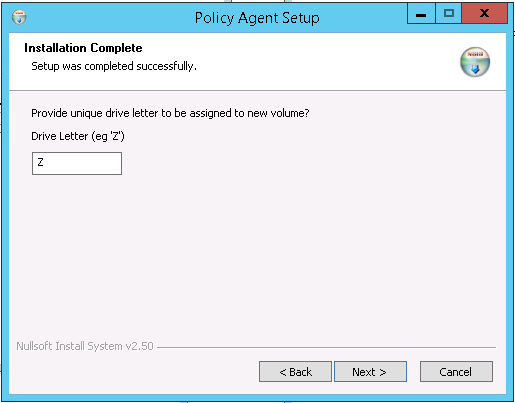 Policy Agent Setup
Installation Complete
Setup was completed successfully.
Provide unique drive letter to be assigned to new volume?
Drive Letter (eg 'Z')
Z
Nullsoft Install System v2.50
< Back Next > Cancel